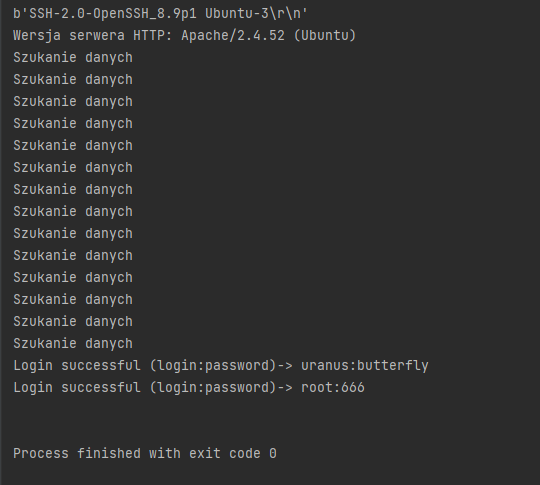 b'SSH-2.0-OpenSSH_8.9p1 Ubuntu-3\r\n'
Wersja serwera HTTP: Apache/2.4.52 (Ubuntu)
Szukanie danych
Szukanie danych
Szukanie danych
Szukanie danych
Szukanie danych
Szukanie danych
Szukanie danych
Szukanie danych
Szukanie danych
Szukanie danych
Szukanie danych
Szukanie danych
Szukanie danych
Szukanie danych
Login successful (login:password)-> uranus:butterfly
Login successful (login:password)-> root:666
Process finished with exit code 0